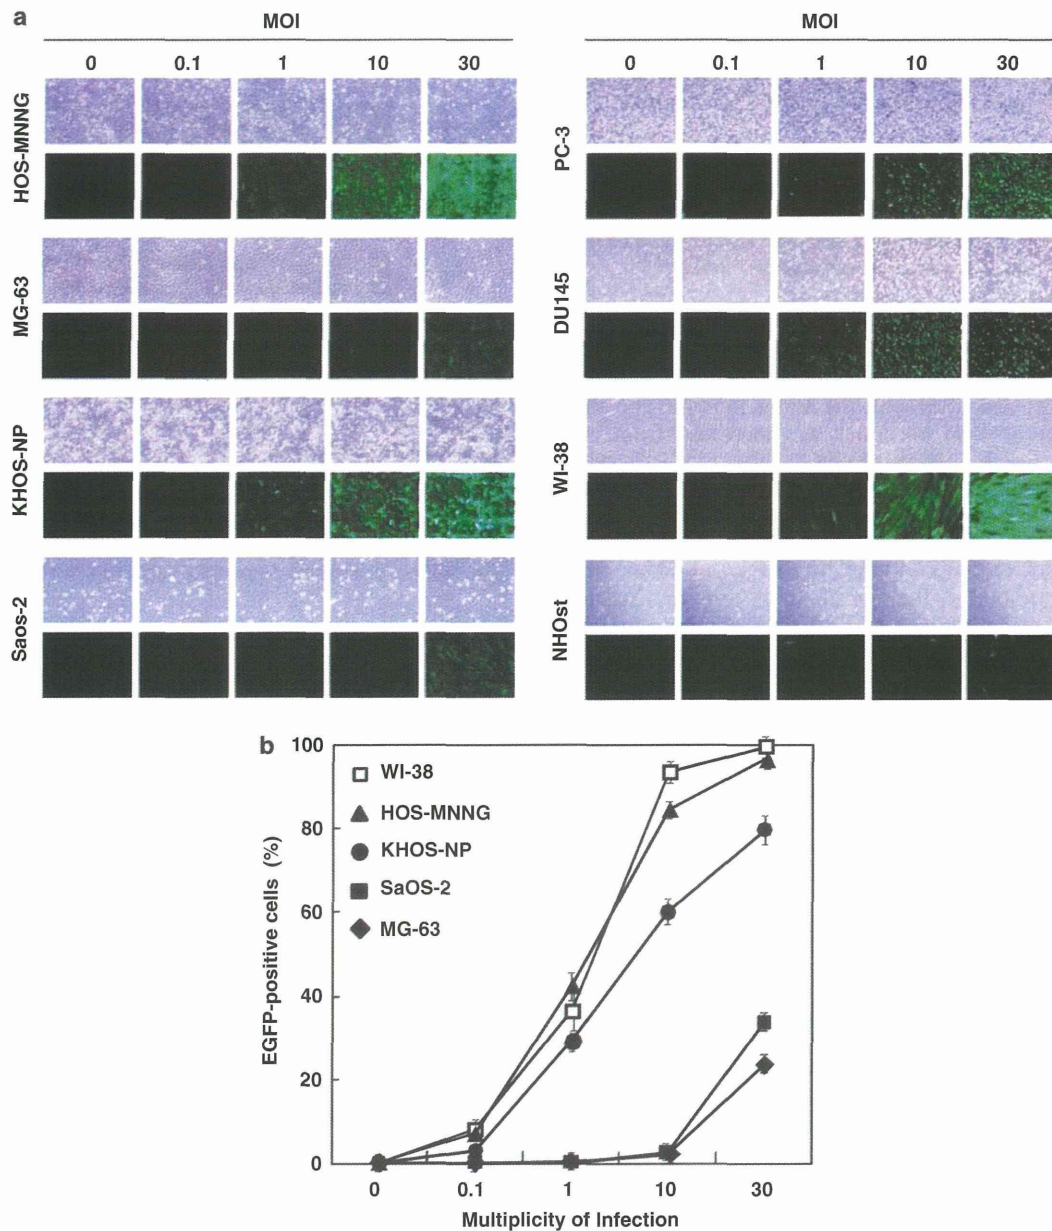 a
MOI
0 0.1 1 10 30
HOS-MNNG
MG-63
KHOS-NP
Saos-2
MOI
0 0.1 1 10 30
PC-3
DU145
WI-38
NHOst
b
100
80
60
40
20
0
EGFP-positive cells (%)
WI-38
HOS-MNNG
KHOS-NP
SaOS-2
MG-63
0 0.1 1 10 30
Multiplicity of Infection